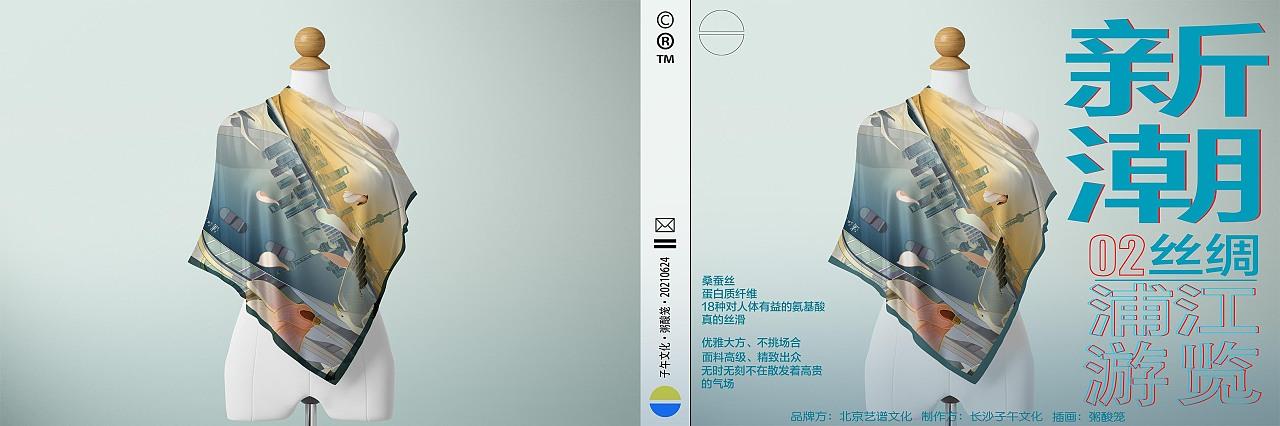 ©
®
TM
子午文化·粥酸笼·20210624
新
潮
02丝绸
浦江
游览
桑蚕丝
蛋白质纤维
18种对人体有益的氨基酸
真的丝滑
优雅大方、不挑场合
面料高级、精致出众
无时无刻不在散发着高贵
的气场
品牌方：北京艺谱文化 制作方：长沙子午文化 插画：粥酸笼